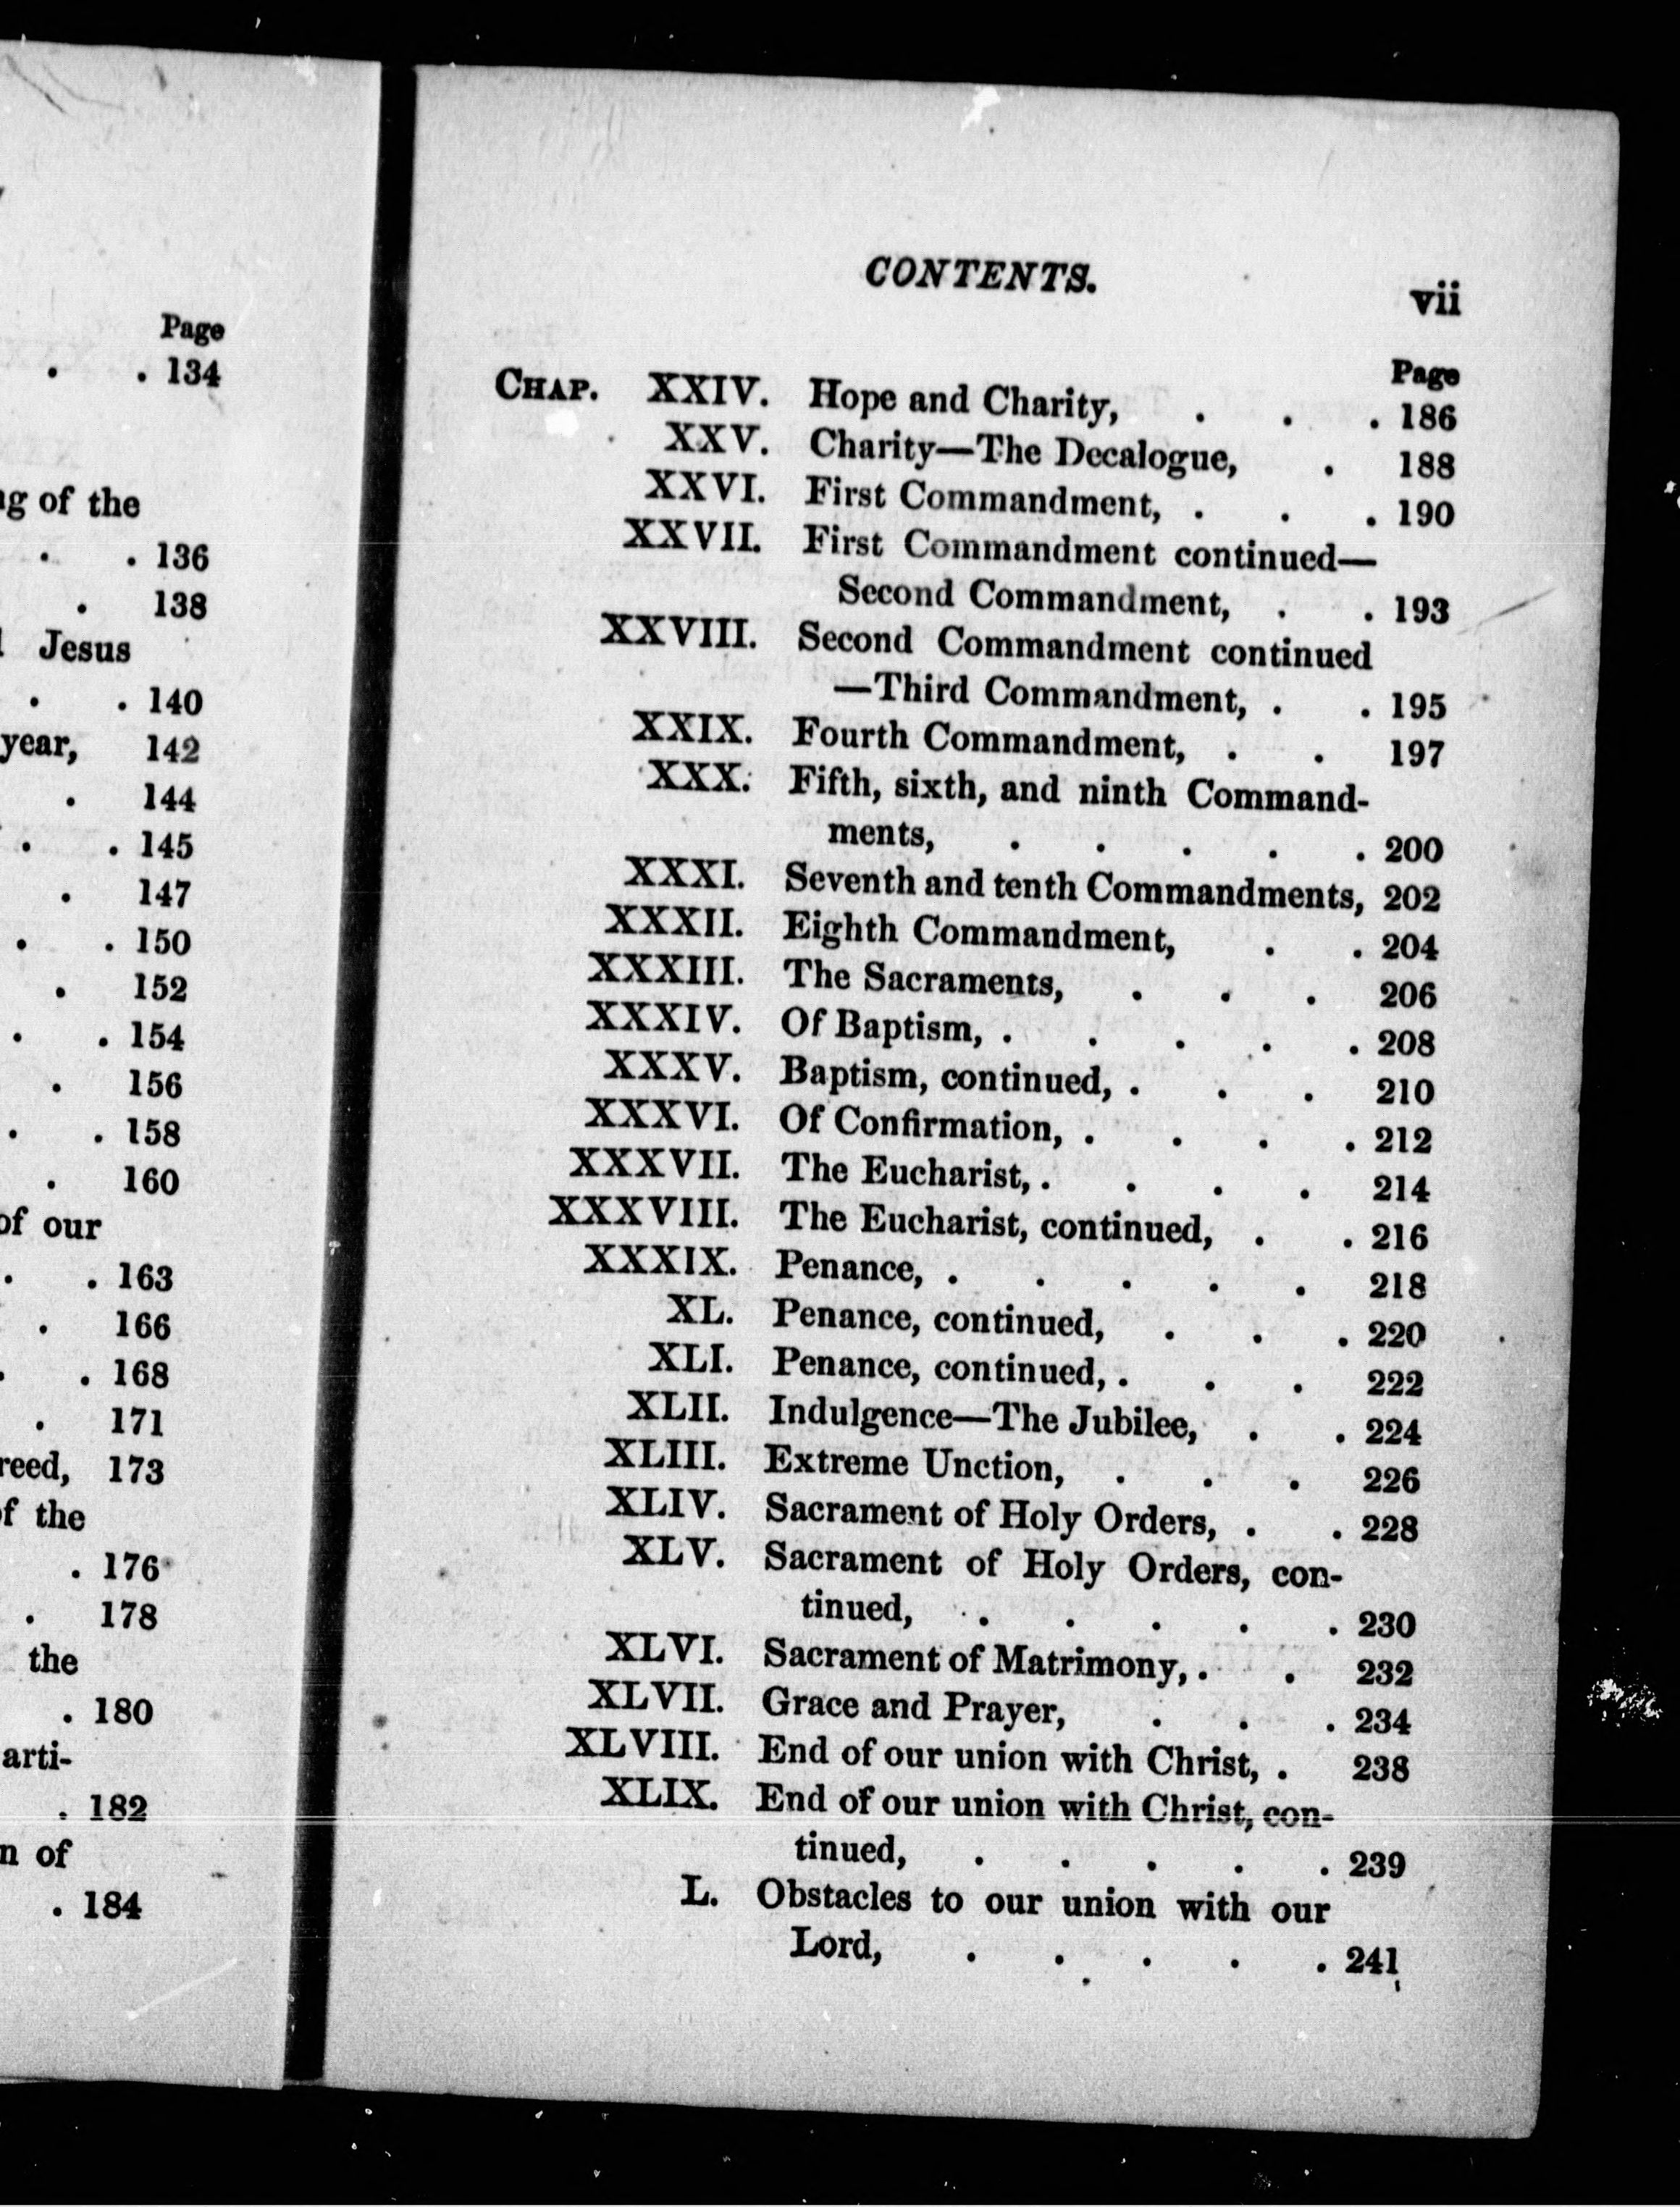 Page
. . 134
of the
. . 136
. 138
Jesus
. . 140
year, 142
. 144
. . 145
. 147
. . 150
. 152
. . 154
. 156
. . 158
. 160
of our
. . 163
. 166
. . 168
. 171
173
the
. 176
. 178
the
. 180
arti-
. 182
of
. 184
CONTENTS. vii
Page
CHAP. XXIV. Hope and Charity, . . . 186
XXV. Charity—The Decalogue, . 188
XXVI. First Commandment, . . . 190
XXVII. First Commandment continued—
Second Commandment, . . 193
XXVIII. Second Commandment continued
—Third Commandment, . . 195
XXIX. Fourth Commandment, . . 197
XXX. Fifth, sixth, and ninth Command-
ments, . . . . . 200
XXXI. Seventh and tenth Commandments, 202
XXXII. Eighth Commandment, . . 204
XXXIII. The Sacraments, . . . 206
XXXIV. Of Baptism, . . . . . 208
XXXV. Baptism, continued, . . . 210
XXXVI. Of Confirmation, . . . . 212
XXXVII. The Eucharist, . . . . 214
XXXVIII. The Eucharist, continued, . . 216
XXXIX. Penance, . . . . . 218
XL. Penance, continued, . . . 220
XLI. Penance, continued, . . . 222
XLII. Indulgence—The Jubilee, . . 224
XLIII. Extreme Unction, . . . 226
XLIV. Sacrament of Holy Orders, . . 228
XLV. Sacrament of Holy Orders, con-
tinued, . . . . . 230
XLVI. Sacrament of Matrimony, . . 232
XLVII. Grace and Prayer, . . . 234
XLVIII. End of our union with Christ, . 238
XLIX. End of our union with Christ, con-
tinued, . . . . . 239
L. Obstacles to our union with our
Lord, . . . . . 241